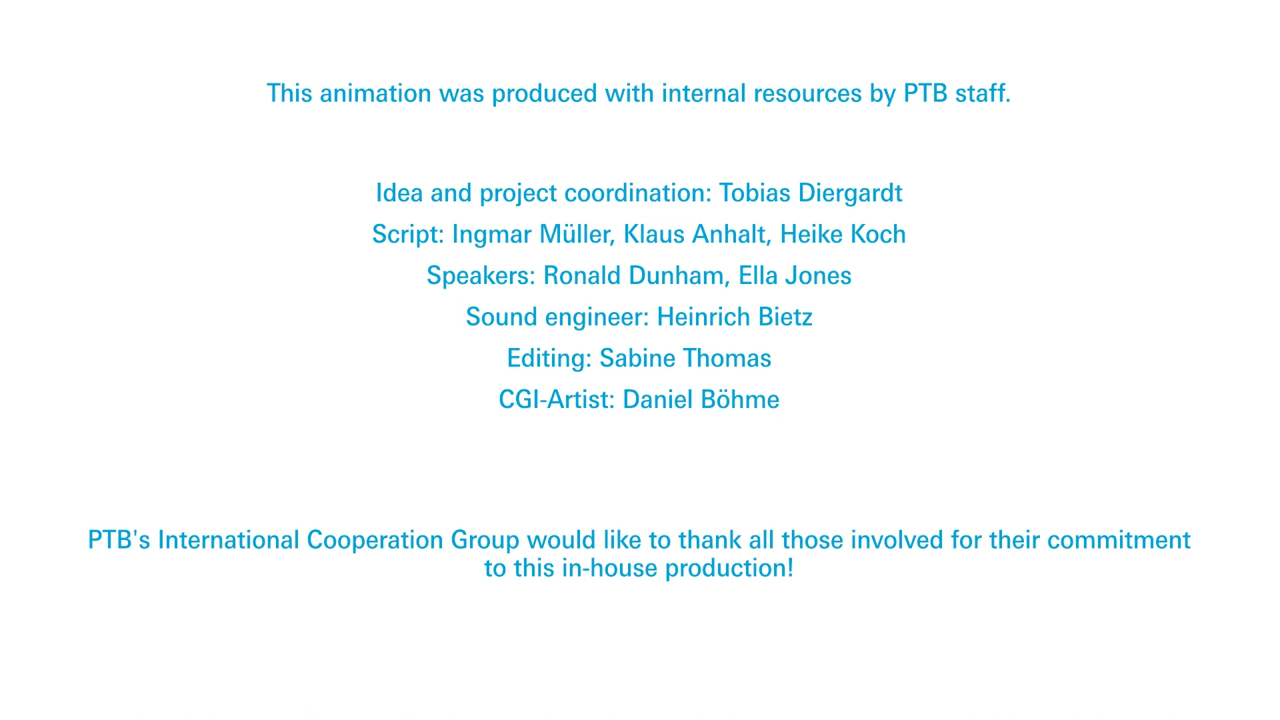 This animation was produced with internal resources by PTB staff.
Idea and project coordination: Tobias Diergardt
Script: Ingmar Müller, Klaus Anhalt, Heike Koch
Speakers: Ronald Dunham, Ella Jones
Sound engineer: Heinrich Bietz
Editing: Sabine Thomas
CGI-Artist: Daniel Böhme
PTB's International Cooperation Group would like to thank all those involved for their commitment
to this in-house production!